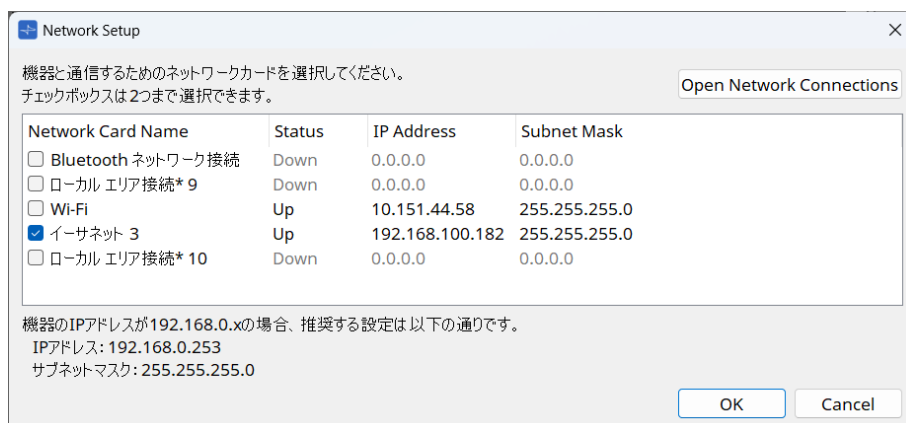 Network Setup
機器と通信するためのネットワークカードを選択してください。
チェックボックスは2つまで選択できます。
Open Network Connections
Network Card Name Status IP Address Subnet Mask
Bluetooth ネットワーク接続 Down 0.0.0.0 0.0.0.0
ローカル エリア接続* 9 Down 0.0.0.0 0.0.0.0
Wi-Fi Up 10.151.44.58 255.255.255.0
イーサネット 3 Up 192.168.100.182 255.255.255.0
ローカル エリア接続* 10 Down 0.0.0.0 0.0.0.0
機器のIPアドレスが192.168.0.xの場合、推奨する設定は以下の通りです。
IPアドレス: 192.168.0.253
サブネットマスク: 255.255.255.0
OK Cancel